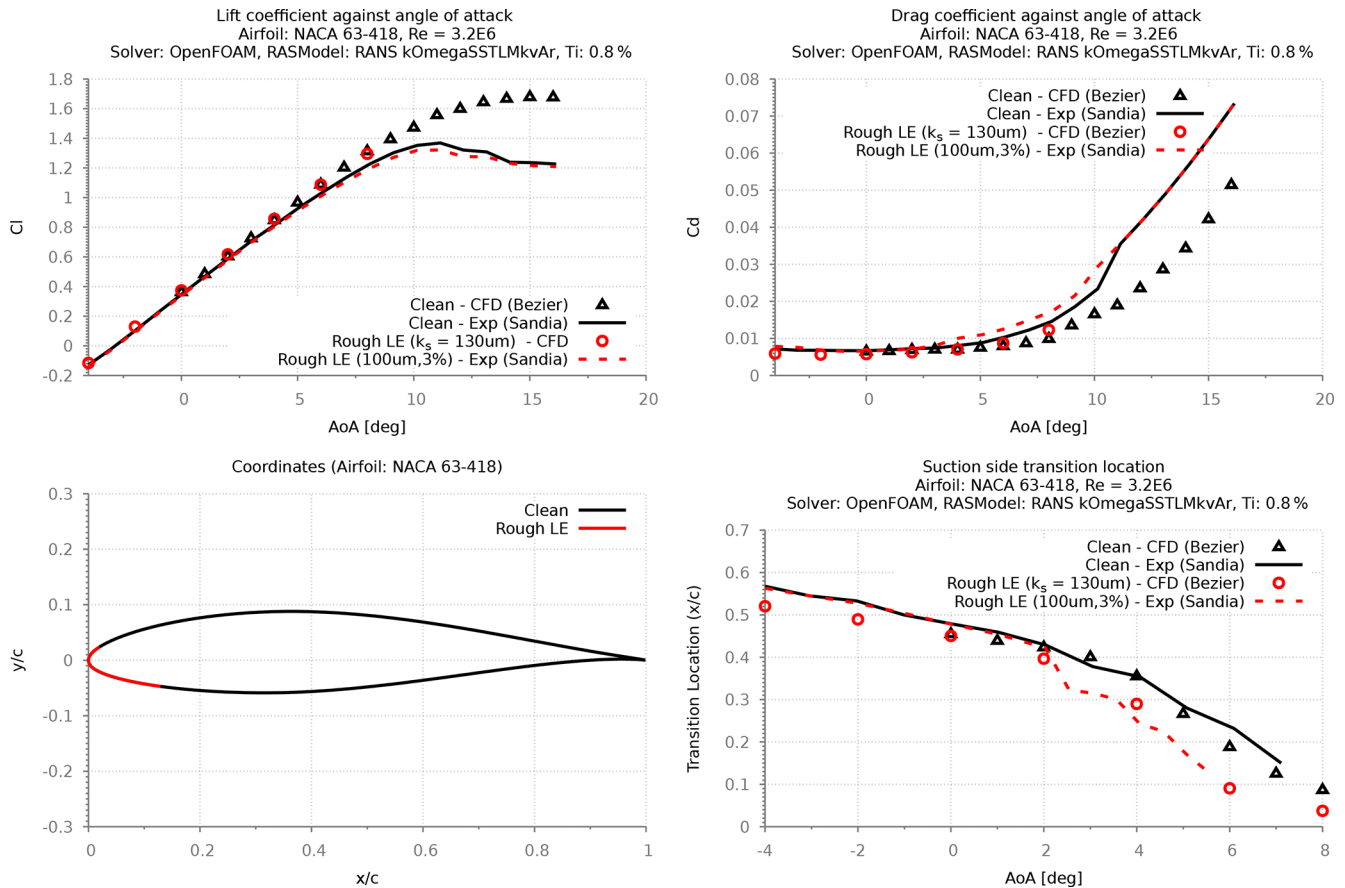 Lift coefficient against angle of attack
Airfoil: NACA 63-418, Re = 3.2E6
Solver: OpenFOAM, RASModel: RANS kOmegaSSTLMkvAr, Ti: 0.8 %
1.8
1.6
1.4
1.2
1
0.8
0.6
0.4
0.2
0
-0.2
Cl
Clean - CFD (Bezier)
Clean - Exp (Sandia)
Rough LE (ks = 130um) - CFD
Rough LE (100um,3%) - Exp (Sandia)
0 5 10 15 20
AoA [deg]
Drag coefficient against angle of attack
Airfoil: NACA 63-418, Re = 3.2E6
Solver: OpenFOAM, RASModel: RANS kOmegaSSTLMkvAr, Ti: 0.8 %
0.08
0.07
0.06
0.05
0.04
0.03
0.02
0.01
0
Cd
Clean - CFD (Bezier)
Clean - Exp (Sandia)
Rough LE (ks = 130um) - CFD (Bezier)
Rough LE (100um,3%) - Exp (Sandia)
0 5 10 15 20
AoA [deg]
Coordinates (Airfoil: NACA 63-418)
0.3
0.2
0.1
0
-0.1
-0.2
-0.3
y/c
Clean
Rough LE
0 0.2 0.4 0.6 0.8 1
x/c
Suction side transition location
Airfoil: NACA 63-418, Re = 3.2E6
Solver: OpenFOAM, RASModel: RANS kOmegaSSTLMkvAr, Ti: 0.8 %
0.7
0.6
0.5
0.4
0.3
0.2
0.1
0
Transition Location (x/c)
Clean - CFD (Bezier)
Clean - Exp (Sandia)
Rough LE (ks = 130um) - CFD (Bezier)
Rough LE (100um,3%) - Exp (Sandia)
-4 -2 0 2 4 6 8
AoA [deg]